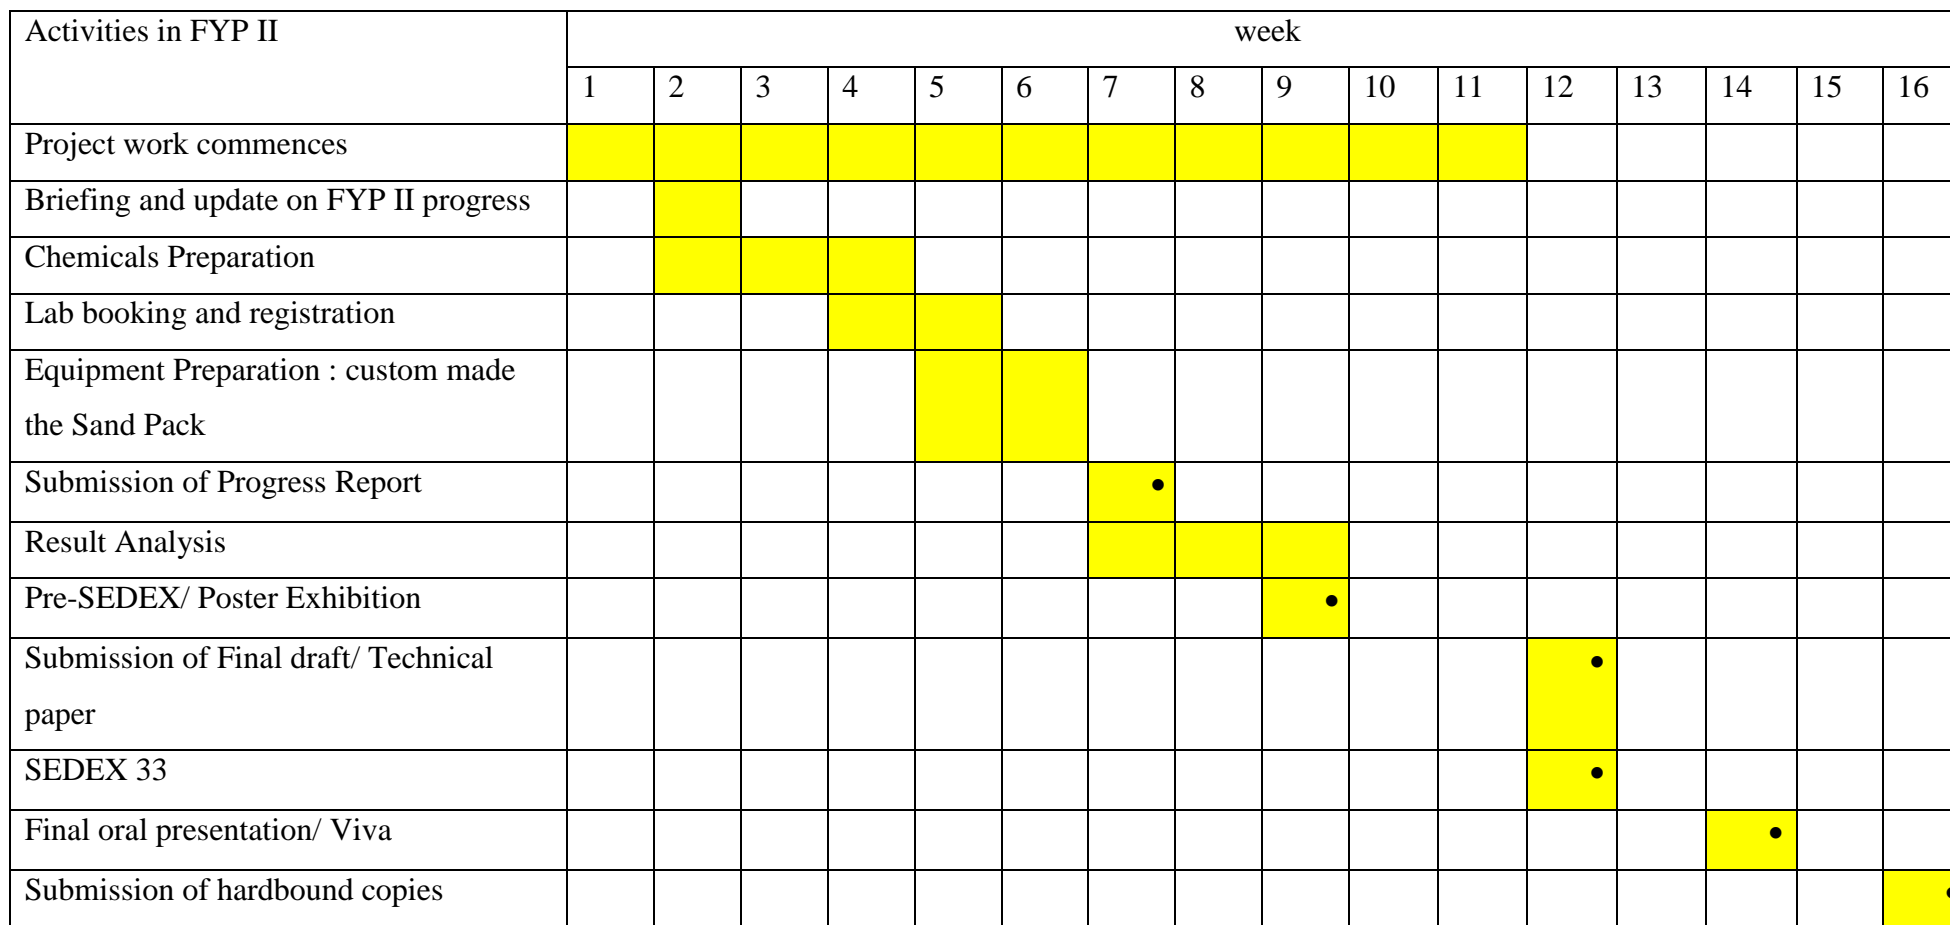 Activities in FYP II
week
1 2 3 4 5 6 7 8 9 10 11 12 13 14 15 16
Project work commences
Briefing and update on FYP II progress
Chemicals Preparation
Lab booking and registration
Equipment Preparation : custom made
the Sand Pack
Submission of Progress Report
•
Result Analysis
Pre-SEDEX/ Poster Exhibition
•
Submission of Final draft/ Technical
•
paper
SEDEX 33
•
Final oral presentation/ Viva
•
Submission of hardbound copies
•